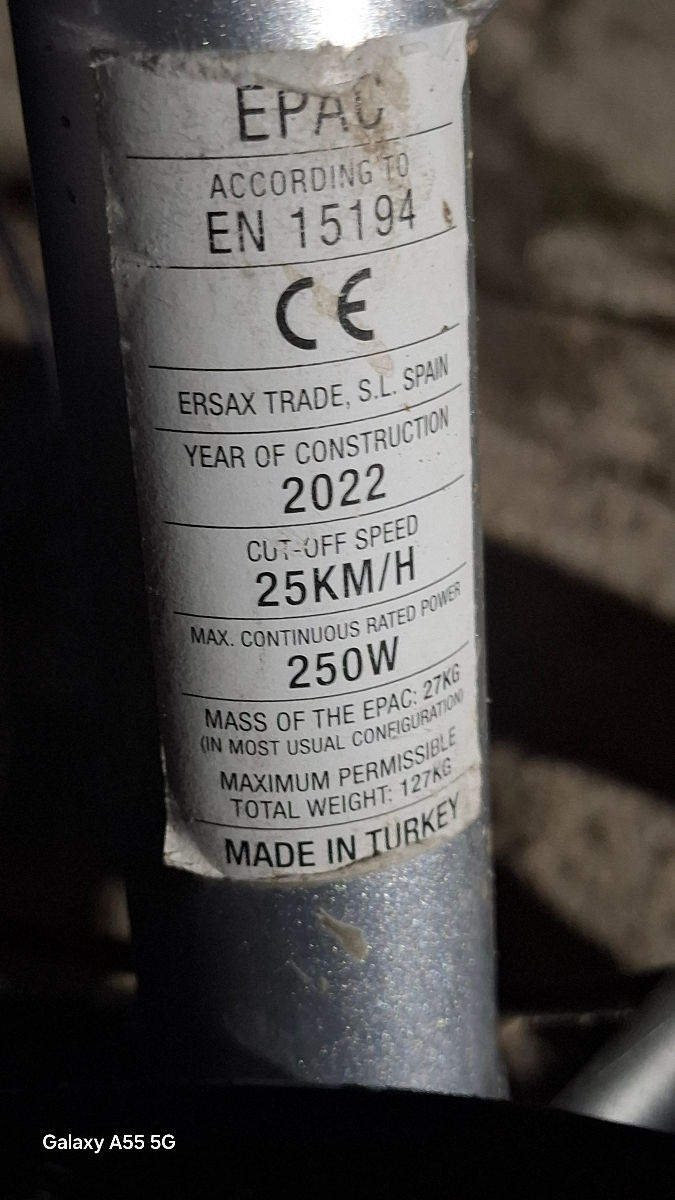 EPAC
ACCORDING TO
EN 15194
CE
ERSAX TRADE, S.L. SPAIN
YEAR OF CONSTRUCTION
2022
CUT-OFF SPEED
25KM/H
MAX. CONTINUOUS RATED POWER
250W
MASS OF THE EPAC: 27KG
(IN MOST USUAL CONFIGURATION)
MAXIMUM PERMISSIBLE
TOTAL WEIGHT: 127KG
MADE IN TURKEY
Galaxy A55 5G